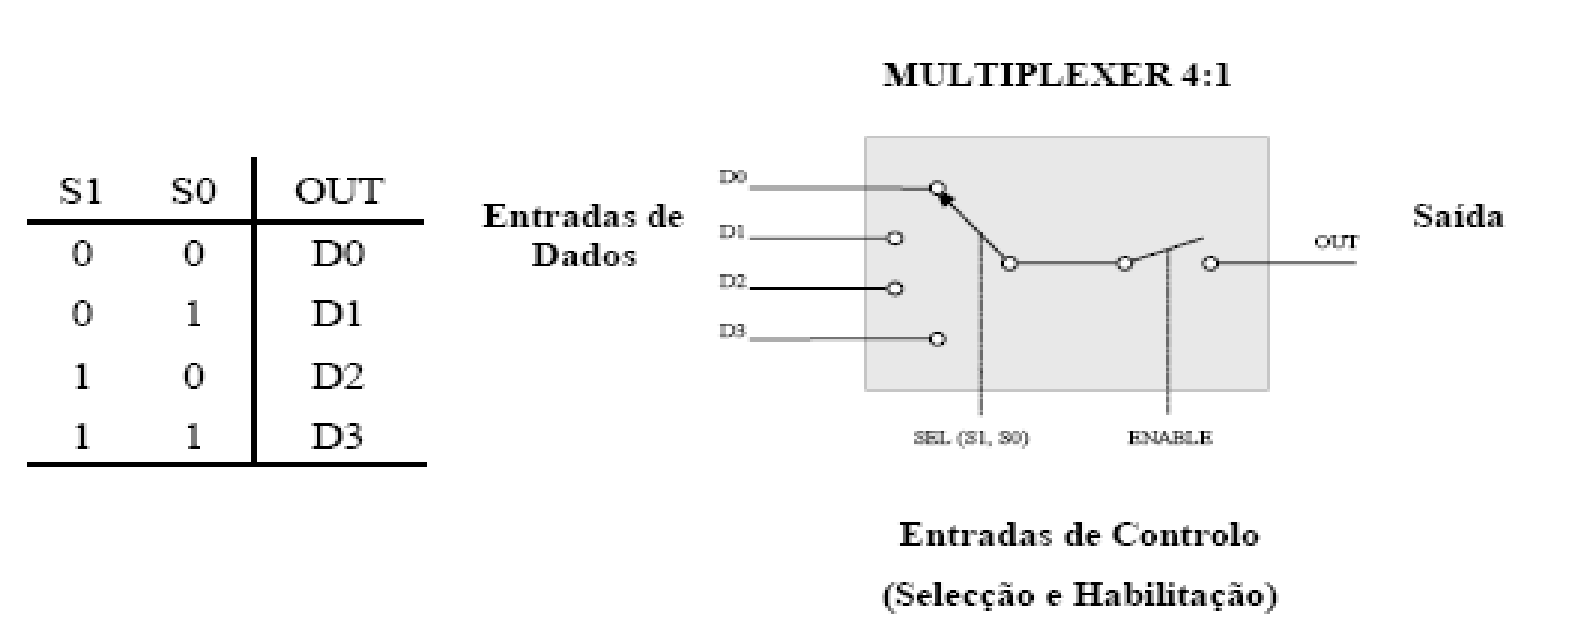 MULTIPLEXER 4:1
S1 S0 OUT
0 0 D0
0 1 D1
1 0 D2
1 1 D3
Entradas de
Dados
D0
D1
D2
D3
OUT
Saída
SEL (S1, S0)
ENABLE
Entradas de Controlo
(Selecção e Habilitação)